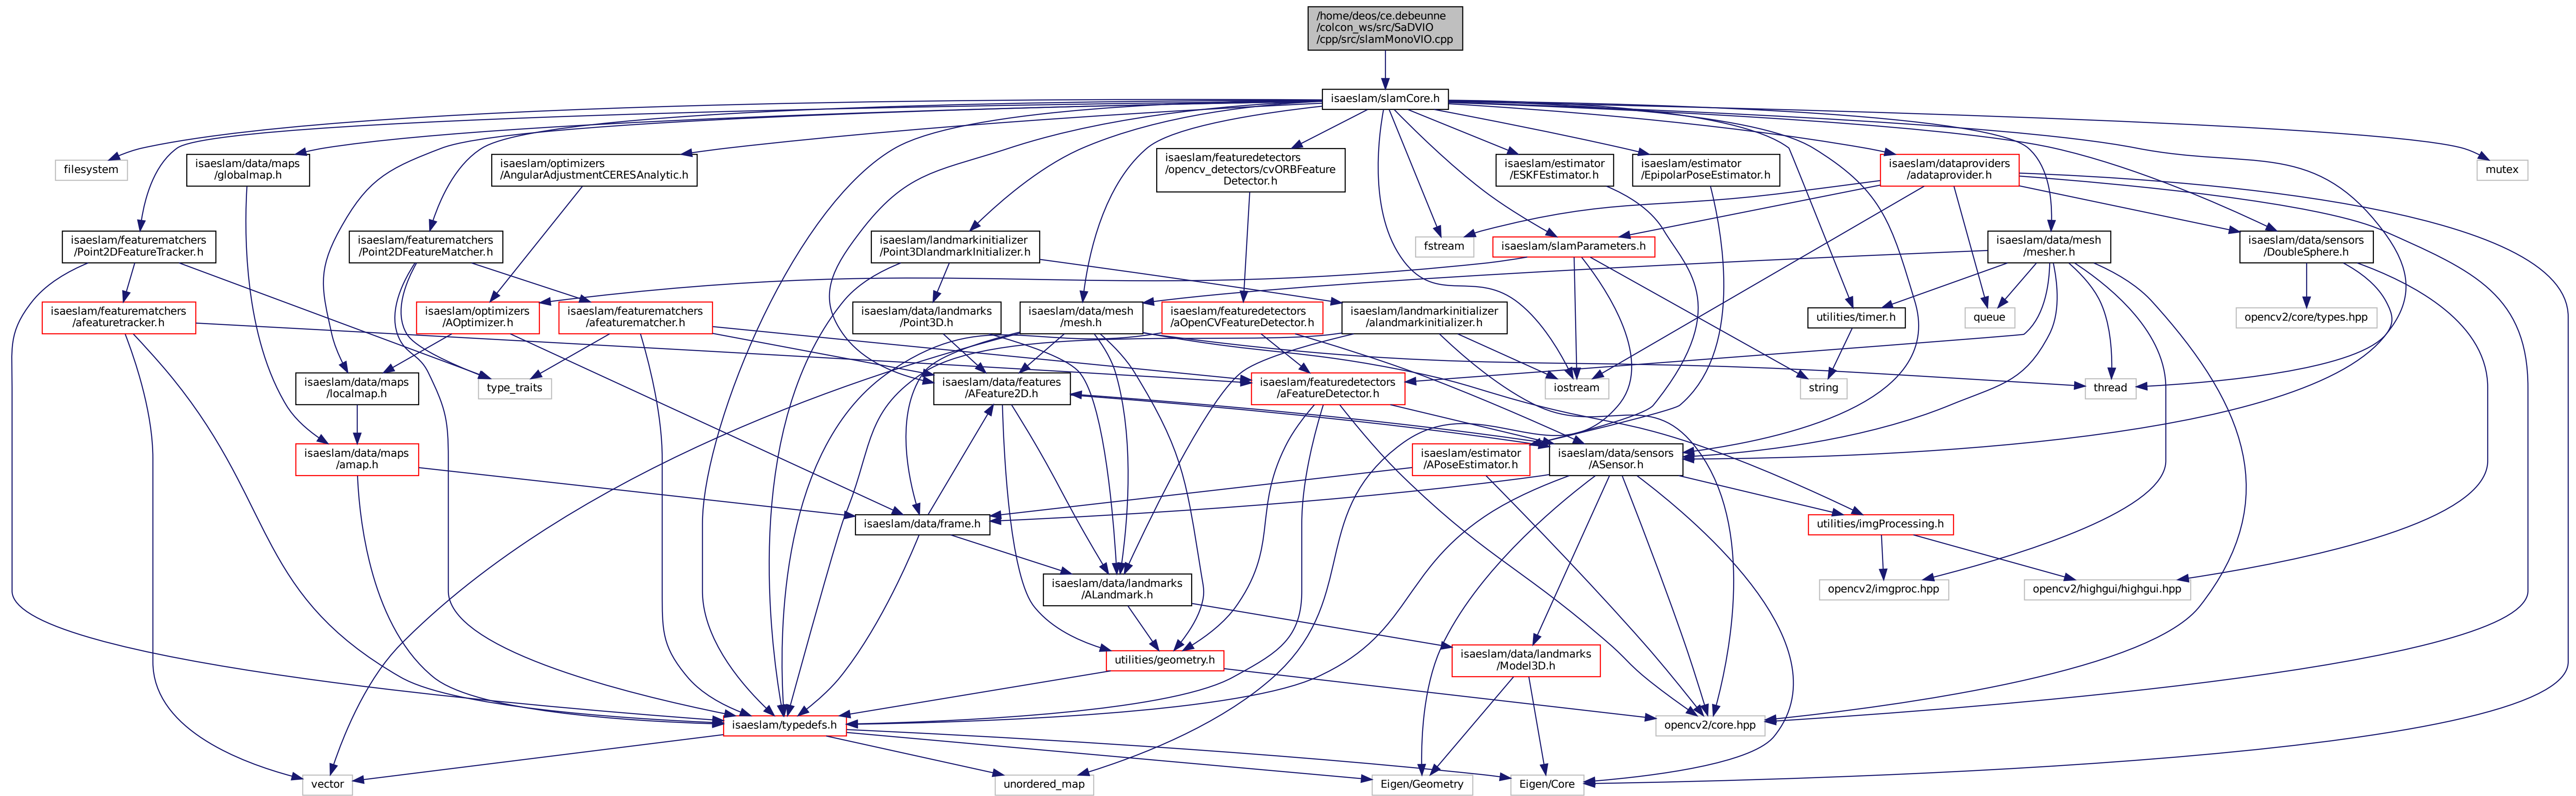 /home/deos/ce.debeunne
/colcon_ws/src/SaDVIO
/cpp/src/slamMonoVIO.cpp
isaeslam/slamCore.h
filesystem
isaeslam/data/maps
/globalmap.h
isaeslam/optimizers
/AngularAdjustmentCERESAnalytic.h
isaeslam/featuredetectors
/opencv_detectors/cvORBFeature
Detector.h
isaeslam/estimator
/ESKFEstimator.h
isaeslam/estimator
/EpipolarPoseEstimator.h
isaeslam/dataproviders
/adataprovider.h
mutex
isaeslam/featurematchers
/Point2DFeatureTracker.h
isaeslam/featurematchers
/Point2DFeatureMatcher.h
isaeslam/landmarkinitializer
/Point3DlandmarkInitializer.h
fstream
isaeslam/slamParameters.h
isaeslam/data/mesh
/mesher.h
isaeslam/data/sensors
/DoubleSphere.h
isaeslam/featurematchers
/afeaturetracker.h
isaeslam/optimizers
/AOptimizer.h
isaeslam/featurematchers
/afeaturematcher.h
isaeslam/data/landmarks
/Point3D.h
isaeslam/data/mesh
/mesh.h
isaeslam/featuredetectors
/aOpenCVFeatureDetector.h
isaeslam/landmarkinitializer
/alandmarkinitializer.h
utilities/timer.h
queue
opencv2/core/types.hpp
isaeslam/data/maps
/localmap.h
type_traits
isaeslam/data/features
/AFeature2D.h
isaeslam/featuredetectors
/aFeatureDetector.h
iostream
string
thread
isaeslam/data/maps
/amap.h
isaeslam/estimator
/APoseEstimator.h
isaeslam/data/sensors
/ASensor.h
isaeslam/data/frame.h
utilities/imgProcessing.h
isaeslam/data/landmarks
/ALandmark.h
opencv2/imgproc.hpp
opencv2/highgui/highgui.hpp
utilities/geometry.h
isaeslam/data/landmarks
/Model3D.h
isaeslam/typedefs.h
opencv2/core.hpp
vector
unordered_map
Eigen/Geometry
Eigen/Core